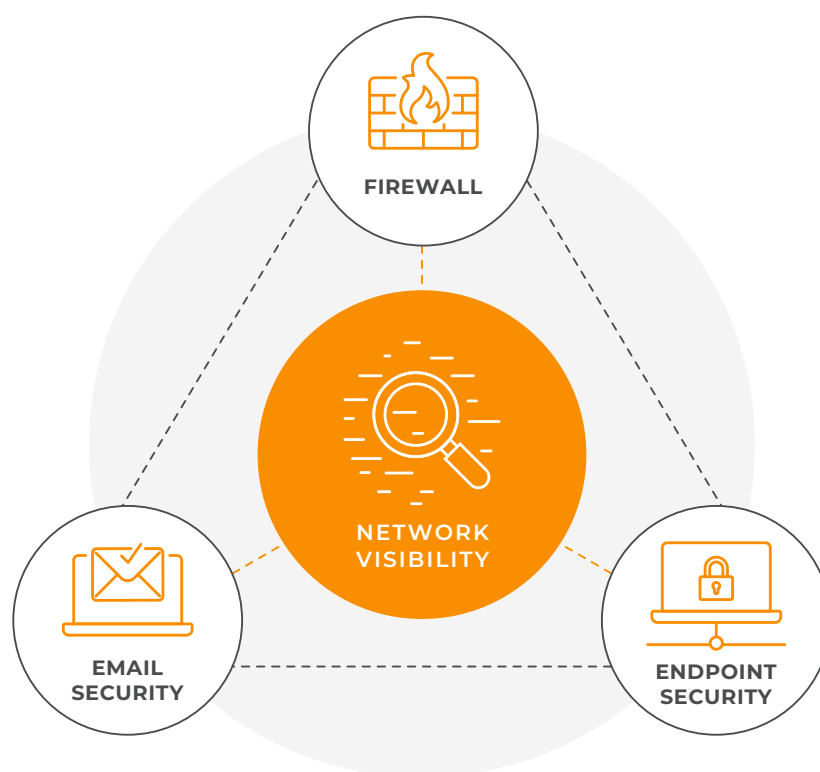 FIREWALL
NETWORK
VISIBILITY
EMAIL
SECURITY
ENDPOINT
SECURITY